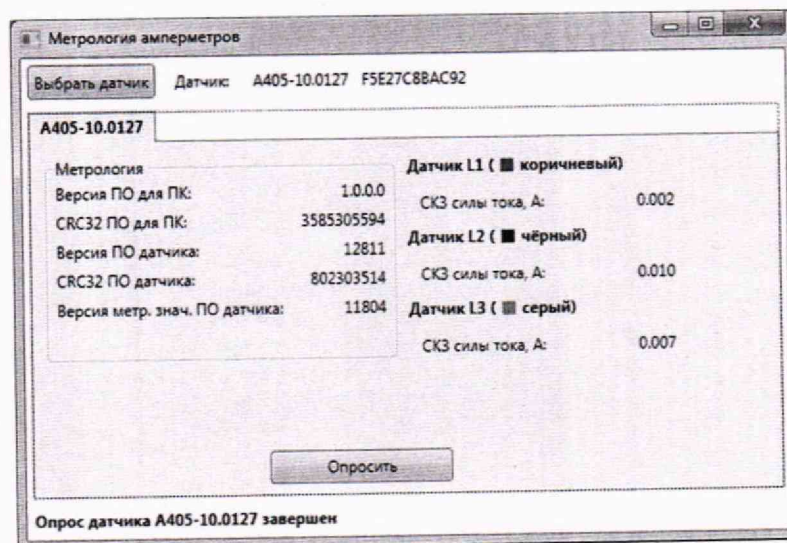 Метрология амперметров
Выбрать датчик Датчик: A405-10.0127 F5E27C8BAC92
A405-10.0127
Метрология
Версия ПО для ПК: 1.0.0.0
CRC32 ПО для ПК: 3585305594
Версия ПО датчика: 12811
CRC32 ПО датчика: 802303514
Версия метр. знач. ПО датчика: 11804
Датчик L1 ( коричневый)
СКЗ силы тока, А: 0.002
Датчик L2 ( чёрный)
СКЗ силы тока, А: 0.010
Датчик L3 ( серый)
СКЗ силы тока, А: 0.007
Опросить
Опрос датчика A405-10.0127 завершен